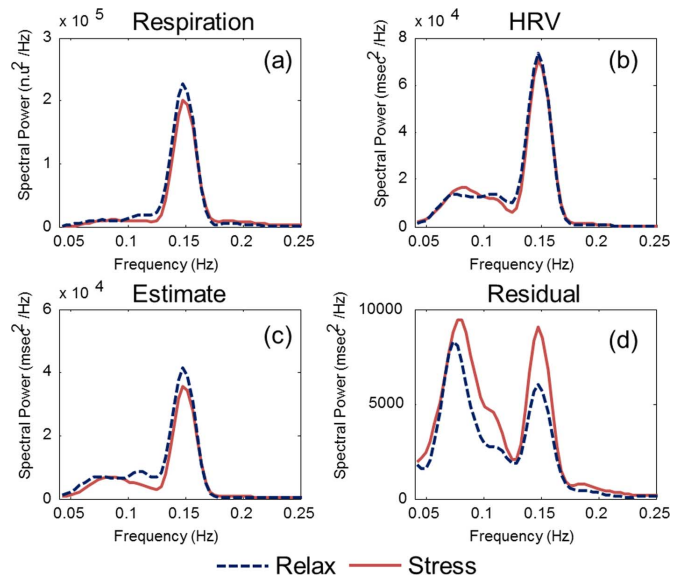 Respiration
x 10 5
(a)
Spectral Power (n.u 2 /Hz)
3
2
1
0
0.05 0.1 0.15 0.2 0.25
Frequency (Hz)
HRV
x 10 4
(b)
Spectral Power (msec 2 /Hz)
8
6
4
2
0
0.05 0.1 0.15 0.2 0.25
Frequency (Hz)
Estimate
x 10 4
(c)
Spectral Power (msec 2 /Hz)
6
4
2
0
0.05 0.1 0.15 0.2 0.25
Frequency (Hz)
Residual
(d)
Spectral Power (msec 2 /Hz)
10000
5000
0
0.05 0.1 0.15 0.2 0.25
Frequency (Hz)
Relax Stress